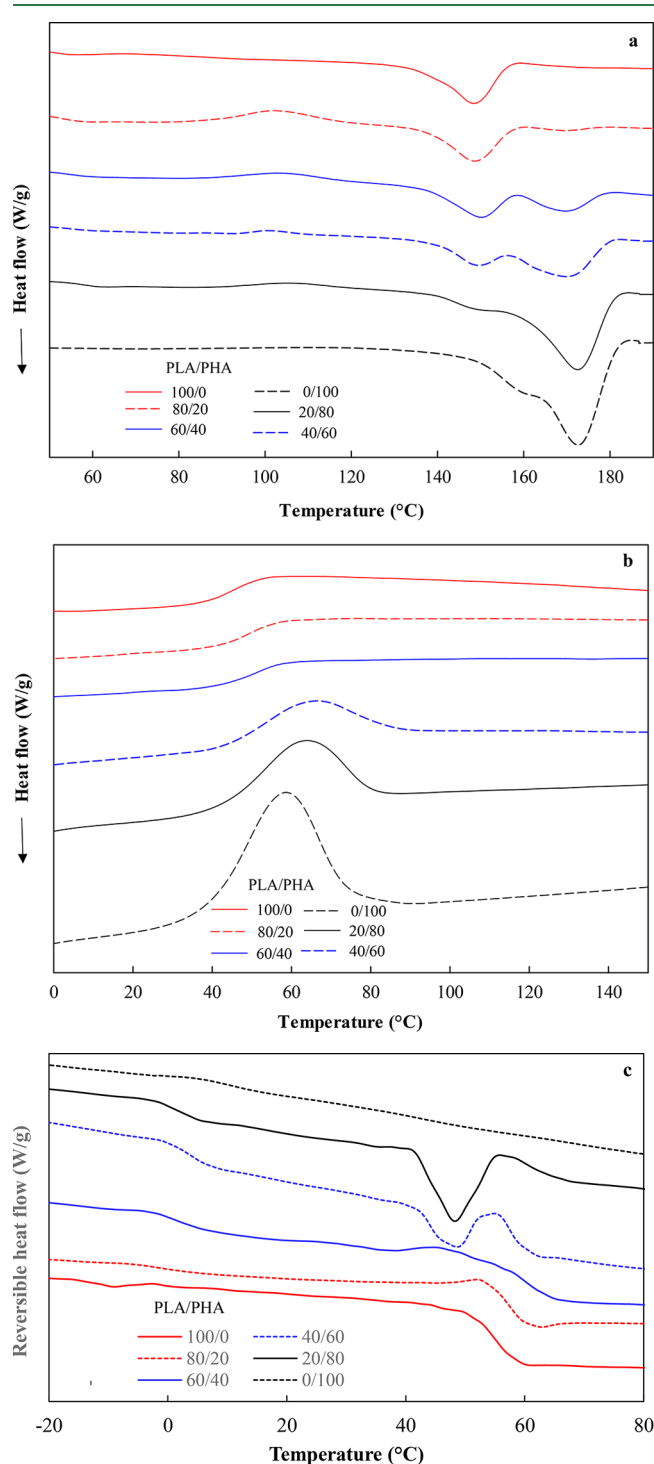 a
Heat flow (W/g)
PLA/PHA
100/0
0/100
80/20
20/80
60/40
40/60
60 80 100 120 140 160 180
Temperature (°C)
b
Heat flow (W/g)
PLA/PHA
100/0
0/100
80/20
20/80
60/40
40/60
0 20 40 60 80 100 120 140
Temperature (°C)
c
Reversible heat flow (W/g)
PLA/PHA
100/0
40/60
80/20
20/80
60/40
0/100
-20 0 20 40 60 80
Temperature (°C)